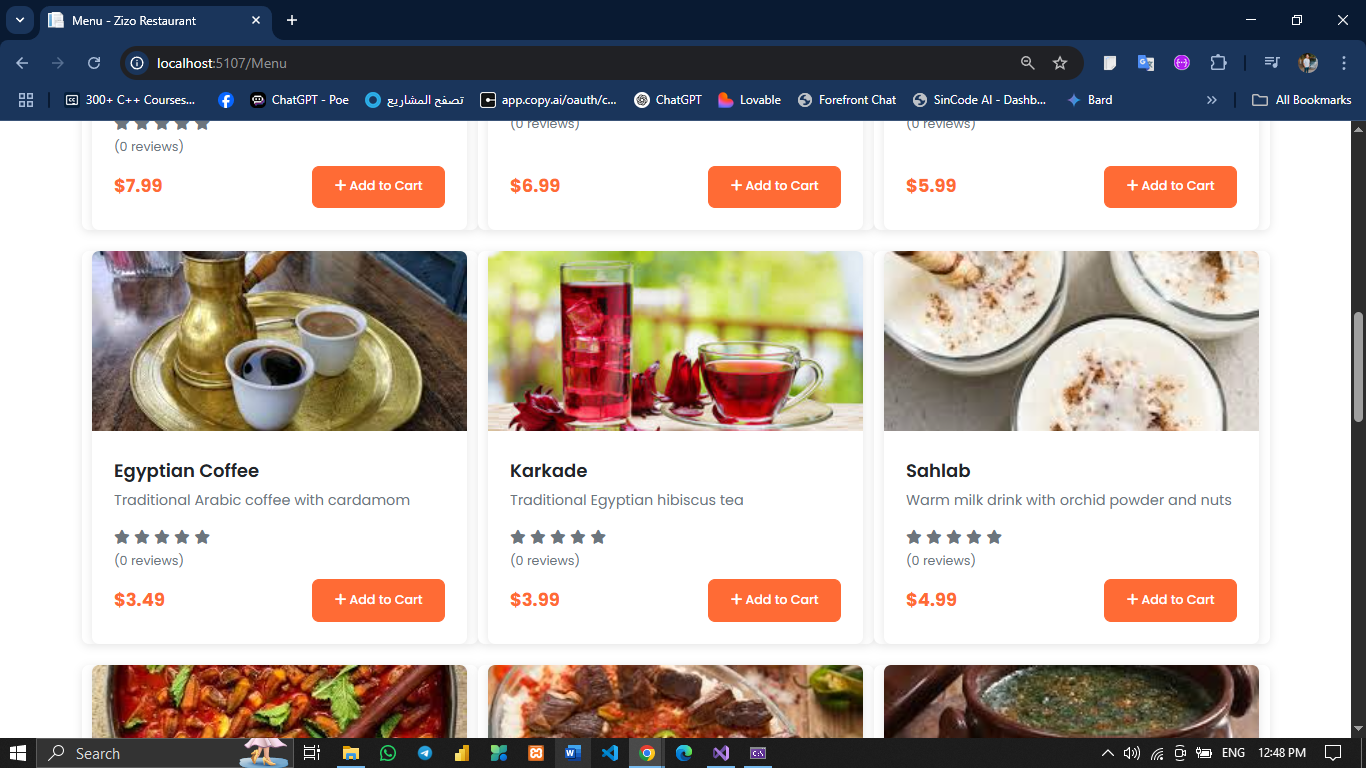 Menu - Zizo Restaurant
localhost:5107/Menu
300+ C++ Courses...
ChatGPT - Poe
تصفح المشاريع
app.copy.ai/oauth/c...
ChatGPT
Lovable
Forefront Chat
SinCode AI - Dashb...
Bard
All Bookmarks
(0 reviews) (0 reviews) (0 reviews)
$7.99 + Add to Cart $6.99 + Add to Cart $5.99 + Add to Cart
Egyptian Coffee
Traditional Arabic coffee with cardamom
(0 reviews)
$3.49 + Add to Cart
Karkade
Traditional Egyptian hibiscus tea
(0 reviews)
$3.99 + Add to Cart
Sahlab
Warm milk drink with orchid powder and nuts
(0 reviews)
$4.99 + Add to Cart
Search
ENG 12:48 PM